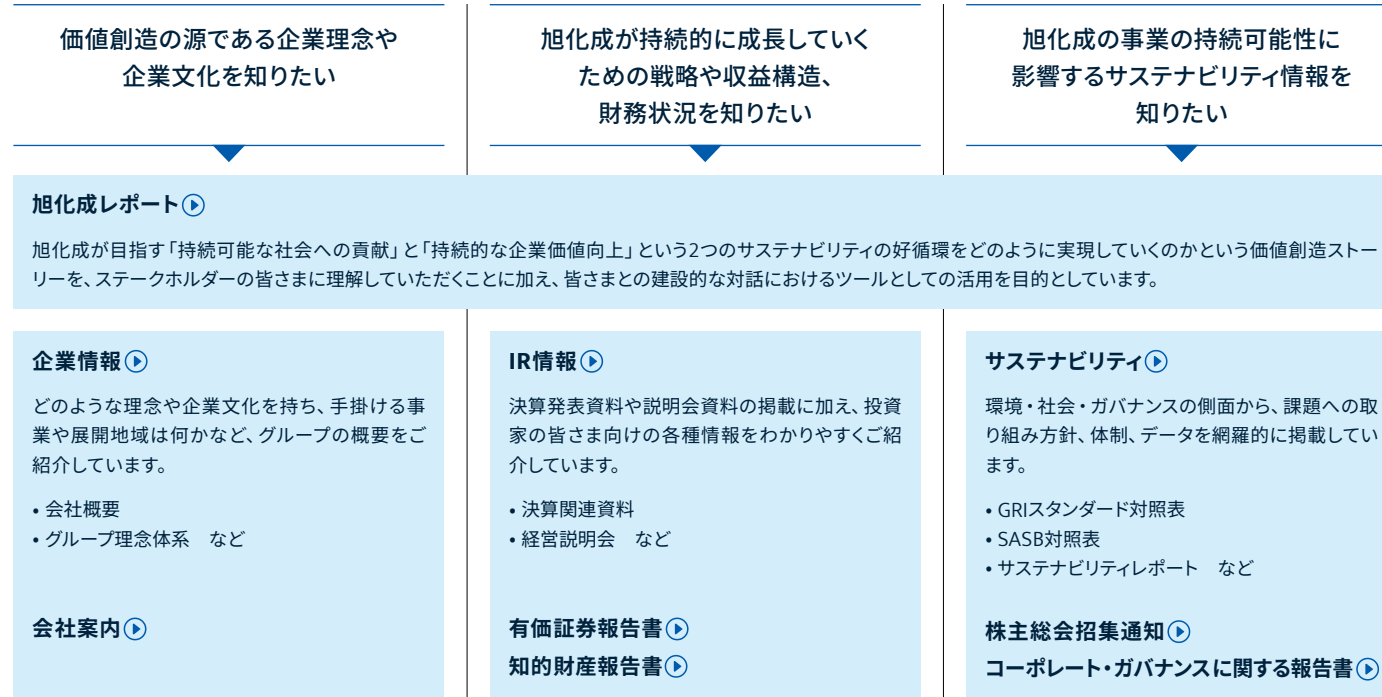 価値創造の源である企業理念や
企業文化を知りたい
旭化成が持続的に成長していく
ための戦略や収益構造、
財務状況を知りたい
旭化成の事業の持続可能性に
影響するサステナビリティ情報を
知りたい
旭化成レポート
旭化成が目指す「持続可能な社会への貢献」と「持続的な企業価値向上」という2つのサステナビリティの好循環をどのように実現していくのかという価値創造ストー
リーを、ステークホルダーの皆さまに理解していただくことに加え、皆さまとの建設的な対話におけるツールとしての活用を目的としています。
企業情報
どのような理念や企業文化を持ち、手掛ける事
業や展開地域は何かなど、グループの概要をご
紹介しています。
• 会社概要
• グループ理念体系　など
会社案内
IR情報
決算発表資料や説明会資料の掲載に加え、投資
家の皆さま向けの各種情報をわかりやすくご紹
介しています。
• 決算関連資料
• 経営説明会　など
有価証券報告書
知的財産報告書
サステナビリティ
環境・社会・ガバナンスの側面から、課題への取
り組み方針、体制、データを網羅的に掲載してい
ます。
• GRIスタンダード対照表
• SASB対照表
• サステナビリティレポート　など
株主総会招集通知
コーポレート・ガバナンスに関する報告書